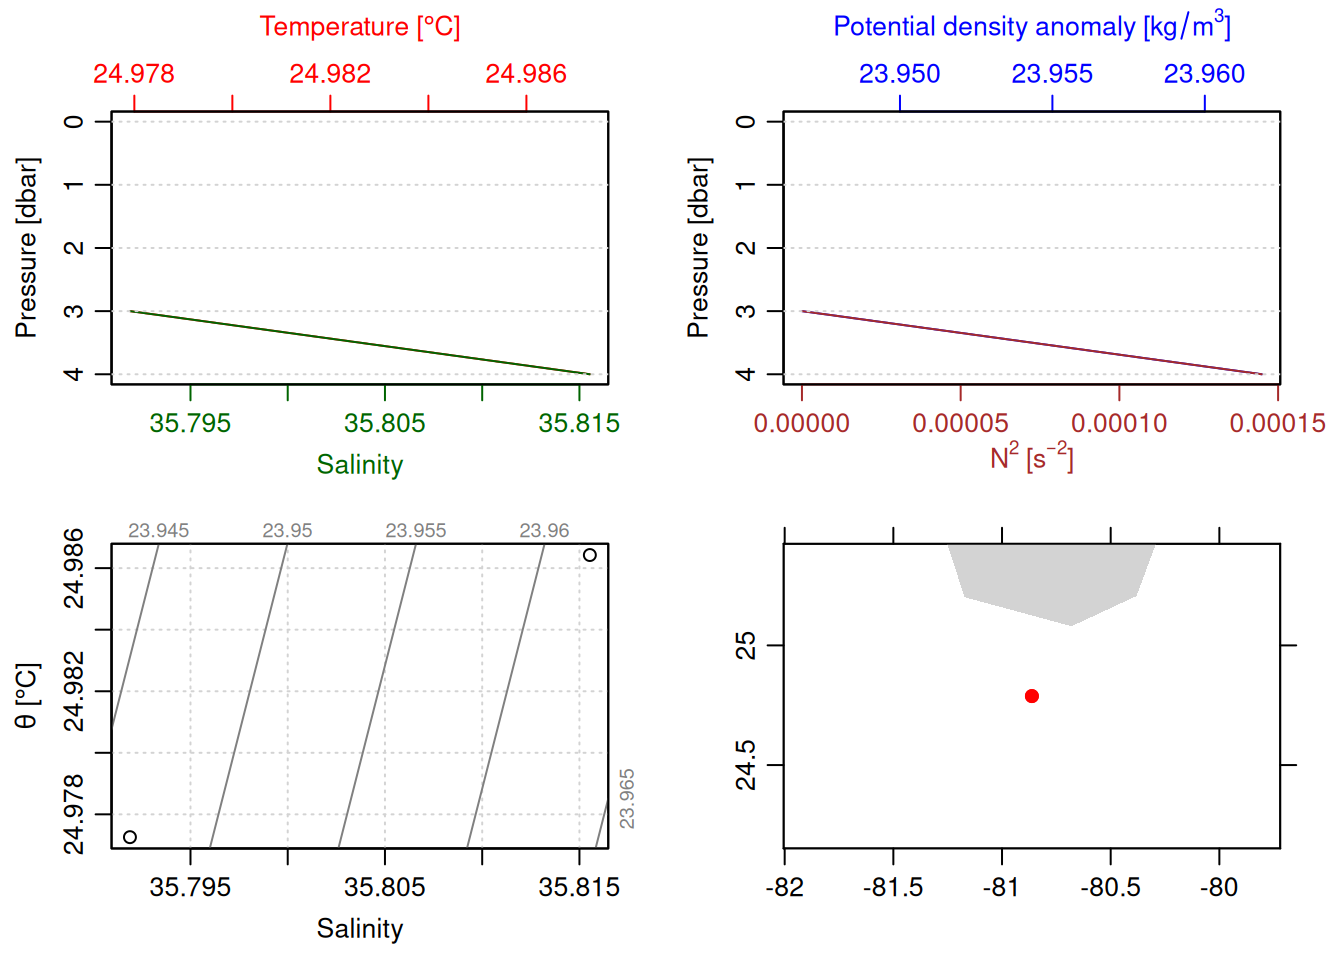 Temperature [°C]
24.978 24.982 24.986
Pressure [dbar]
0 1 2 3 4
35.795 35.805 35.815
Salinity
Potential density anomaly [kg/m³]
23.950 23.955 23.960
Pressure [dbar]
0 1 2 3 4
0.00000 0.00005 0.00010 0.00015
N² [s⁻²]
23.945 23.95 23.955 23.96
23.965
θ [°C]
24.986 24.982 24.978
35.795 35.805 35.815
Salinity
25
24.5
-82 -81.5 -81 -80.5 -80